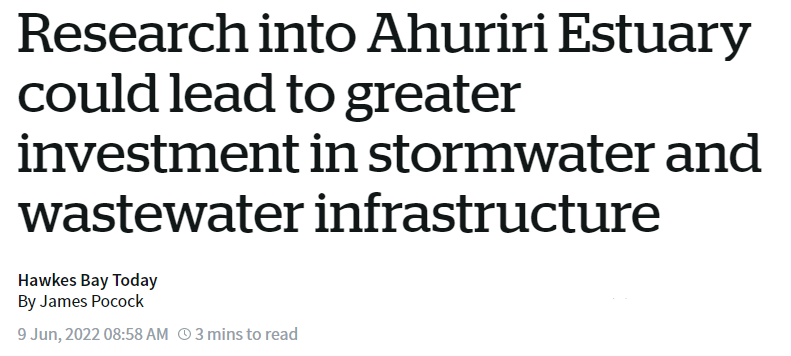 Research into Ahuriri Estuary
could lead to greater
investment in stormwater and
wastewater infrastructure
Hawkes Bay Today
By James Pocock
9 Jun, 2022 08:58 AM 3 mins to read